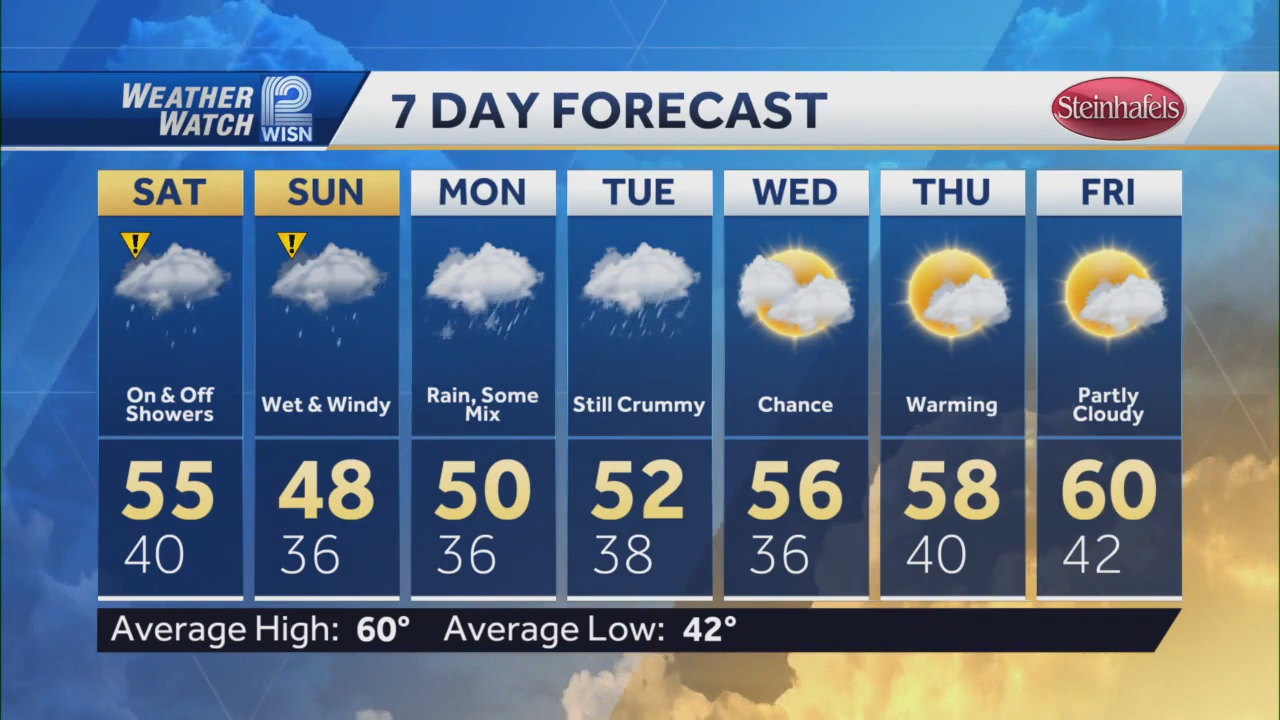 WEATHER
WATCH
12
WISN
7 DAY FORECAST
Steinhafels
SAT
SUN
MON
TUE
WED
THU
FRI
!
!
On & Off
Showers
Wet & Windy
Rain, Some
Mix
Still Crummy
Chance
Warming
Partly
Cloudy
55
48
50
52
56
58
60
40
36
36
38
36
40
42
Average High: 60° Average Low: 42°